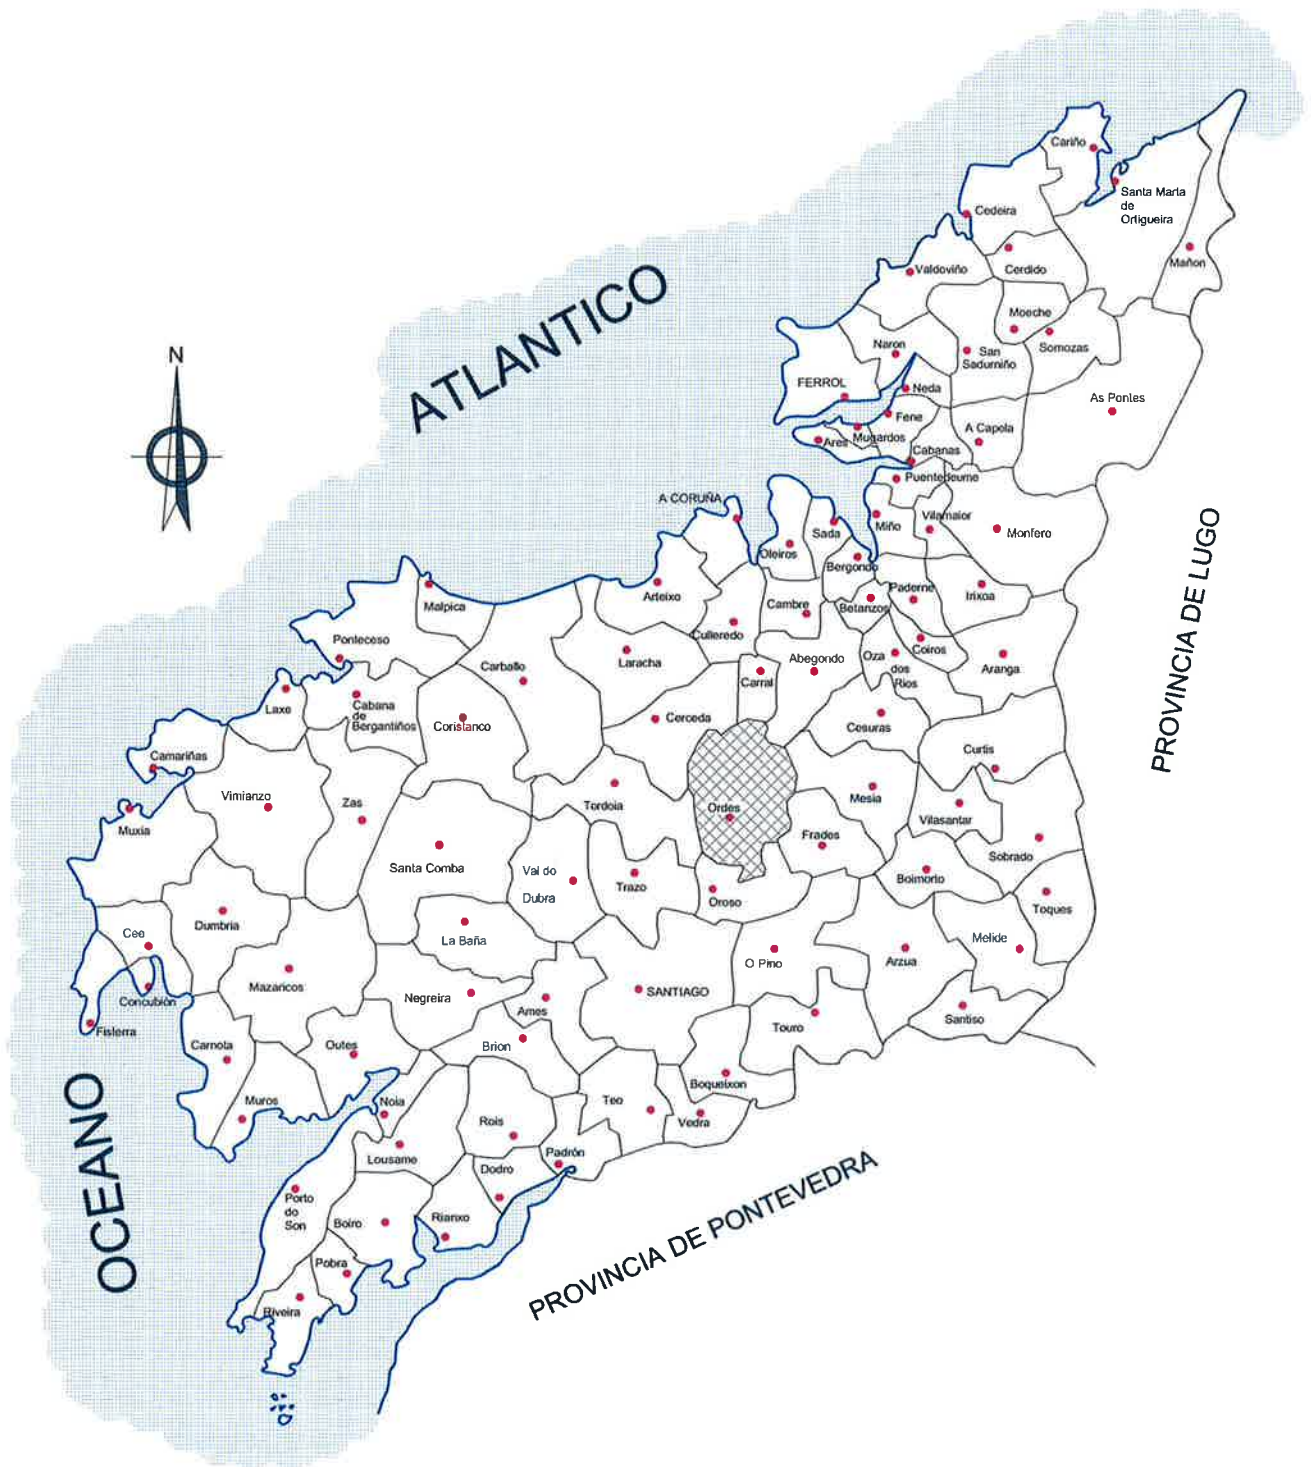 Cariño
Santa Marta
de
Ortigueira
Cedeira
Mañon
Valdoviño
Cerdido
ATLANTICO
Moeche
Somozas
Naron
San
Sadurniño
N
FERROL
Neda
As Pontes
Fene
A Capela
Ares
Mugardos
Cabanas
Puentedeume
A CORUÑA
Sada
Miño
Vilamaior
Monfero
Oleiros
Bergondo
PROVINCIA DE LUGO
Malpica
Arteixo
Cambre
Betanzos
Paderne
Irixoa
Ponteceso
Culleredo
Carballo
Laracha
Abegondo
Oza
dos
Rios
Coiros
Aranga
Carral
Laxe
Cabana
de
Bergantiños
Coristanco
Cerceda
Cesuras
Curtis
Camariñas
Vimianzo
Zas
Tordoia
Ordes
Mesia
Vilasantar
Muxia
Frades
Sobrado
Santa Comba
Val do
Dubra
Trazo
Oroso
Boimorto
Toques
Cee
Dumbria
La Baña
Melide
O Pino
Arzua
Mazaricos
Negreira
SANTIAGO
Concubión
Ames
Touro
Santiso
Fisterra
Carnota
Outes
Brion
Boqueixon
Muros
Noia
Teo
Vedra
Rois
OCEANO
Lousame
Padrón
Dodro
Porto
do
Son
Boiro
Rianxo
PROVINCIA DE PONTEVEDRA
Pobra
Riveira